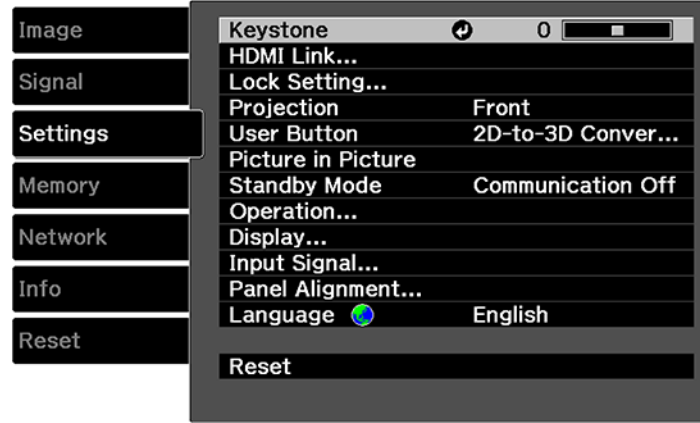 Image
Signal
Settings
Memory
Network
Info
Reset
Keystone 0
HDMI Link...
Lock Setting...
Projection Front
User Button 2D-to-3D Conver...
Picture in Picture
Standby Mode Communication Off
Operation...
Display...
Input Signal...
Panel Alignment...
Language English
Reset